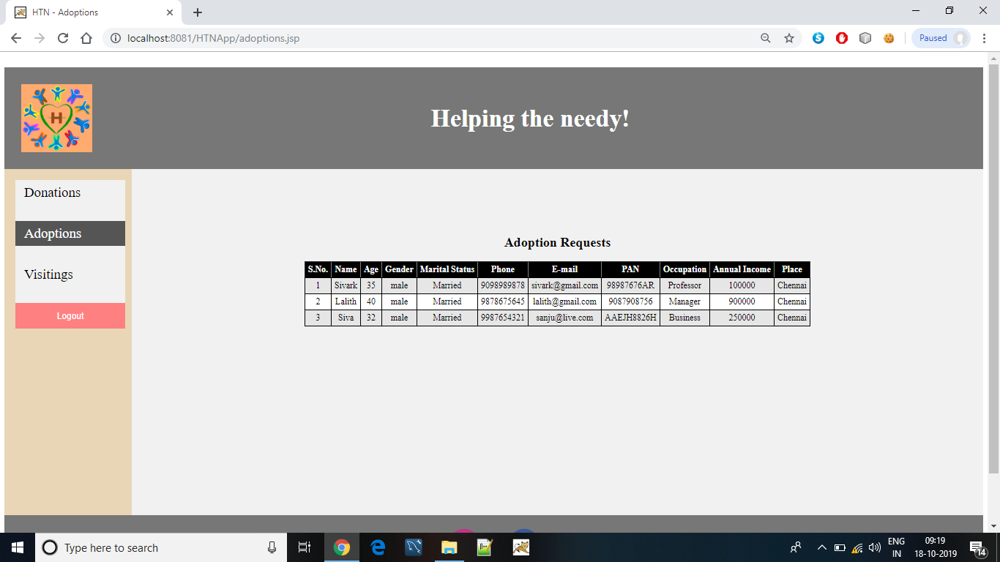 HTN - Adoptions
localhost:8081/HTNApp/adoptions.jsp
Paused
H
Helping the needy!
Donations
Adoptions
Visitings
Logout
Adoption Requests
S.No. Name Age Gender Marital Status Phone E-mail PAN Occupation Annual Income Place
1 Sivark 35 male Married 9098989878 sivark@gmail.com 98987676AR Professor 100000 Chennai
2 Lalith 40 male Married 9878675645 lalith@gmail.com 9087908756 Manager 900000 Chennai
3 Siva 32 male Married 9987654321 sanju@live.com AAEJH8826H Business 250000 Chennai
Type here to search
ENG
IN
09:19
18-10-2019
14